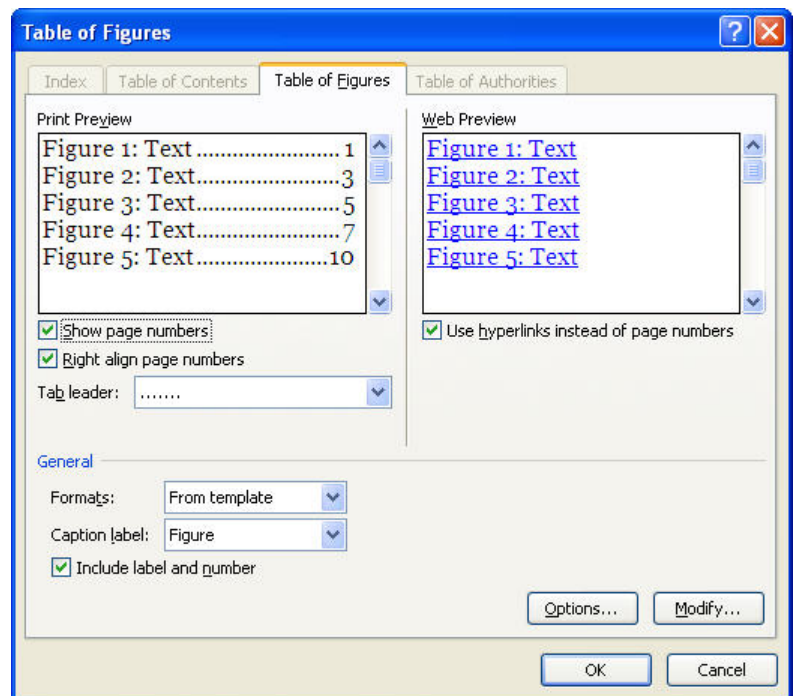 Table of Figures
Index Table of Contents Table of Figures Table of Authorities
Print Preview
Figure 1: Text........................1
Figure 2: Text........................3
Figure 3: Text........................5
Figure 4: Text........................7
Figure 5: Text......................10
Show page numbers
Right align page numbers
Tab leader: .......
Web Preview
Figure 1: Text
Figure 2: Text
Figure 3: Text
Figure 4: Text
Figure 5: Text
Use hyperlinks instead of page numbers
General
Formats: From template
Caption label: Figure
Include label and number
Options... Modify...
OK Cancel